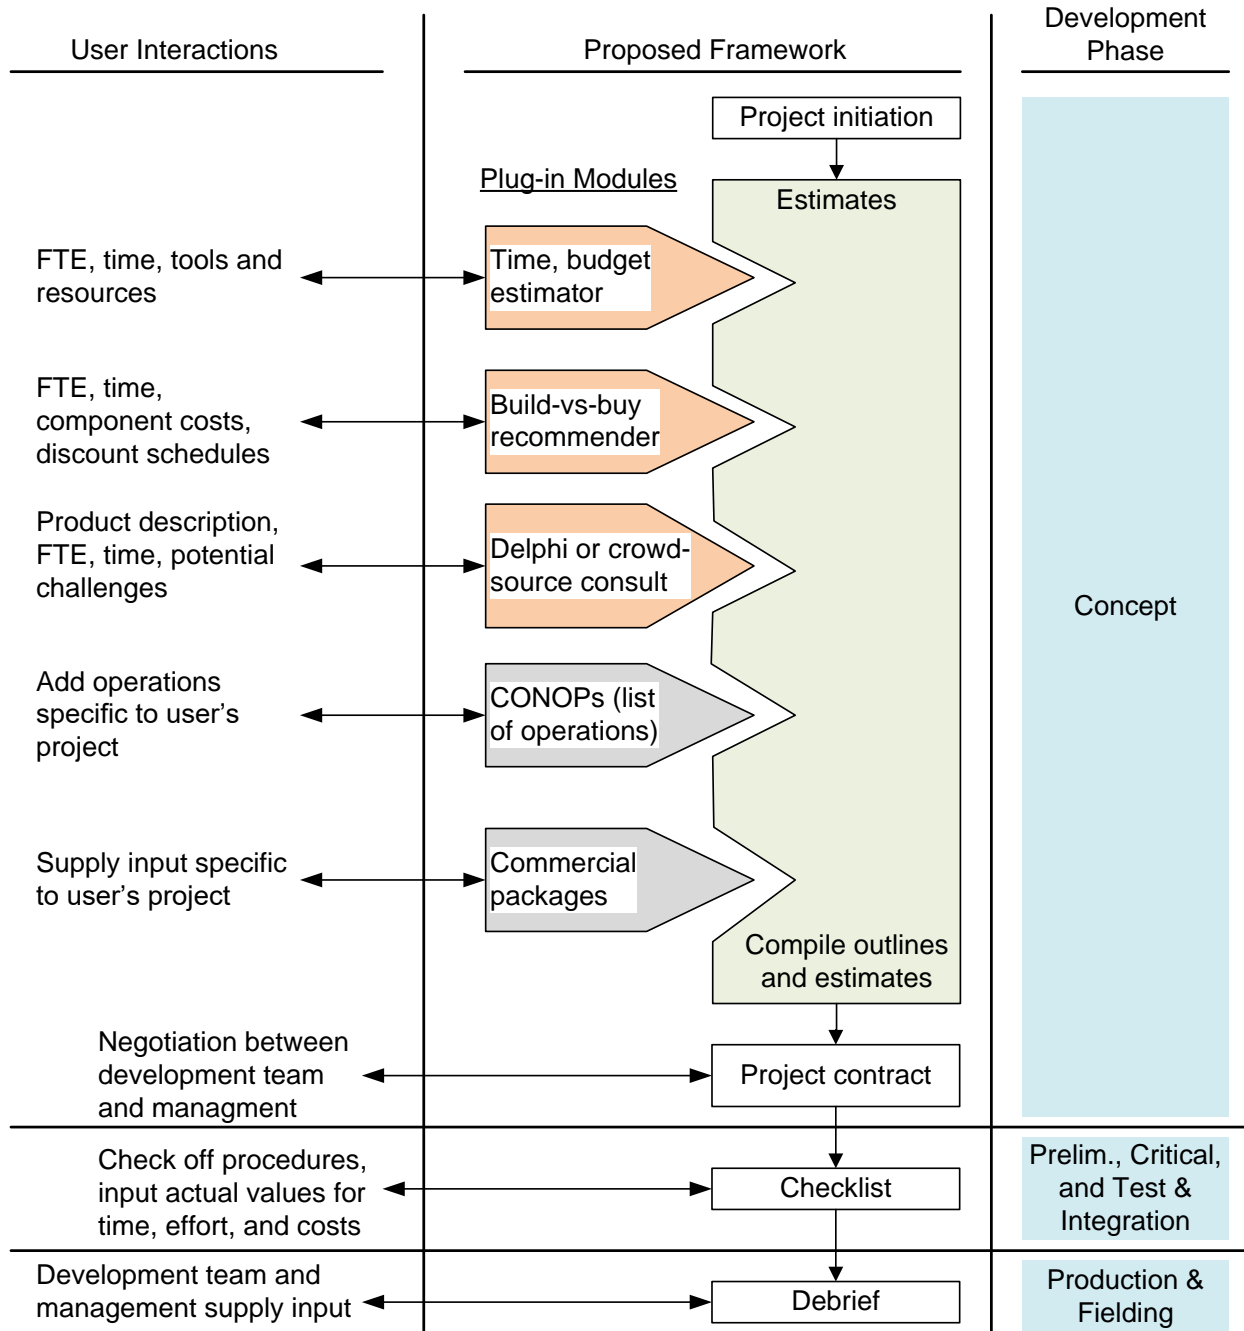 User Interactions
Proposed Framework
Development
Phase
Project initiation
Plug-in Modules
Estimates
FTE, time, tools and
resources
Time, budget
estimator
FTE, time,
component costs,
discount schedules
Build-vs-buy
recommender
Product description,
FTE, time, potential
challenges
Delphi or crowd-
source consult
Concept
Add operations
specific to user’s
project
CONOPs (list
of operations)
Supply input specific
to user’s project
Commercial
packages
Compile outlines
and estimates
Negotiation between
development team
and managment
Project contract
Check off procedures,
input actual values for
time, effort, and costs
Checklist
Prelim., Critical,
and Test &
Integration
Development team and
management supply input
Debrief
Production &
Fielding